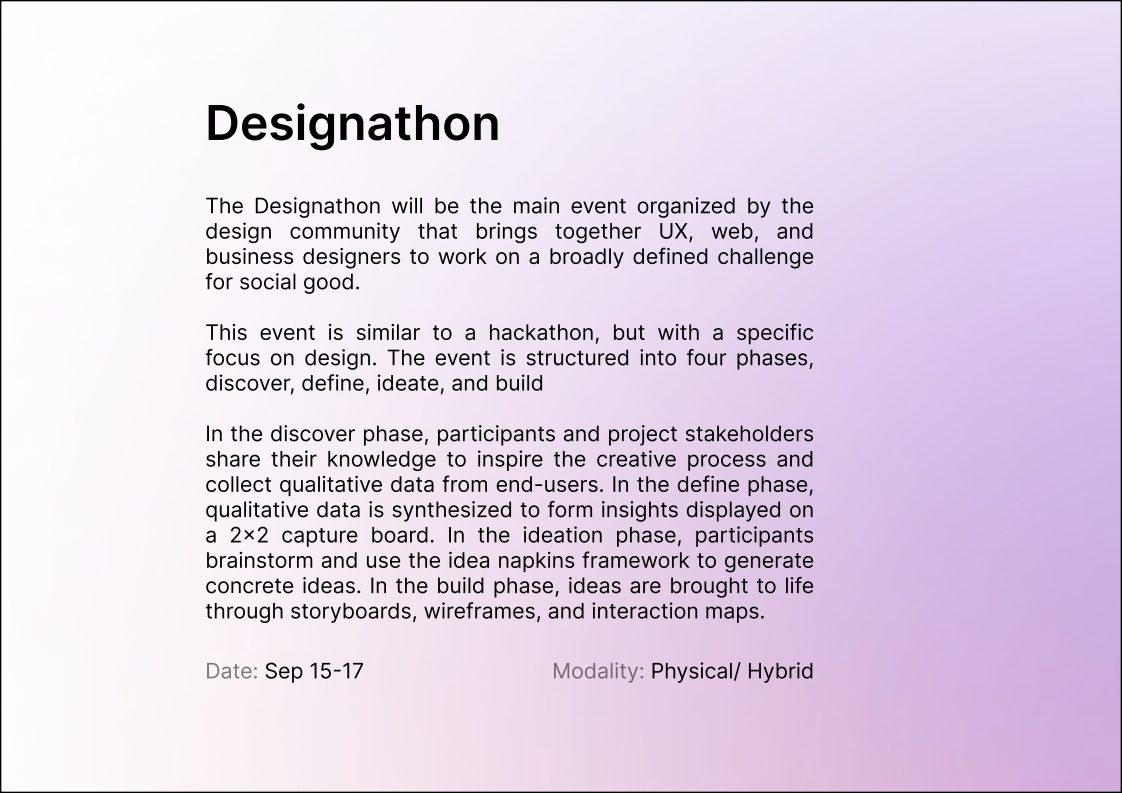 Designathon
The Designathon will be the main event organized by the
design community that brings together UX, web, and
business designers to work on a broadly defined challenge
for social good.
This event is similar to a hackathon, but with a specific
focus on design. The event is structured into four phases,
discover, define, ideate, and build
In the discover phase, participants and project stakeholders
share their knowledge to inspire the creative process and
collect qualitative data from end-users. In the define phase,
qualitative data is synthesized to form insights displayed on
a 2×2 capture board. In the ideation phase, participants
brainstorm and use the idea napkins framework to generate
concrete ideas. In the build phase, ideas are brought to life
through storyboards, wireframes, and interaction maps.
Date: Sep 15-17 Modality: Physical/ Hybrid